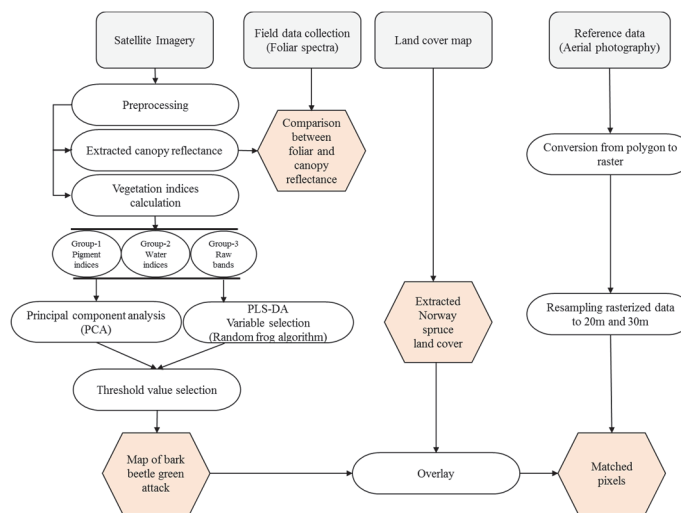 Satellite Imagery
Field data collection
(Foliar spectra)
Land cover map
Reference data
(Aerial photography)
Preprocessing
Extracted canopy reflectance
Comparison
between
foliar and
canopy
reflectance
Conversion from polygon to
raster
Vegetation indices
calculation
Group-1
Pigment
indices
Group-2
Water
indices
Group-3
Raw
bands
Principal component analysis
(PCA)
PLS-DA
Variable selection
(Random frog algorithm)
Extracted
Norway
spruce
land cover
Resampling rasterized data
to 20m and 30m
Threshold value selection
Map of bark
beetle green
attack
Overlay
Matched
pixels